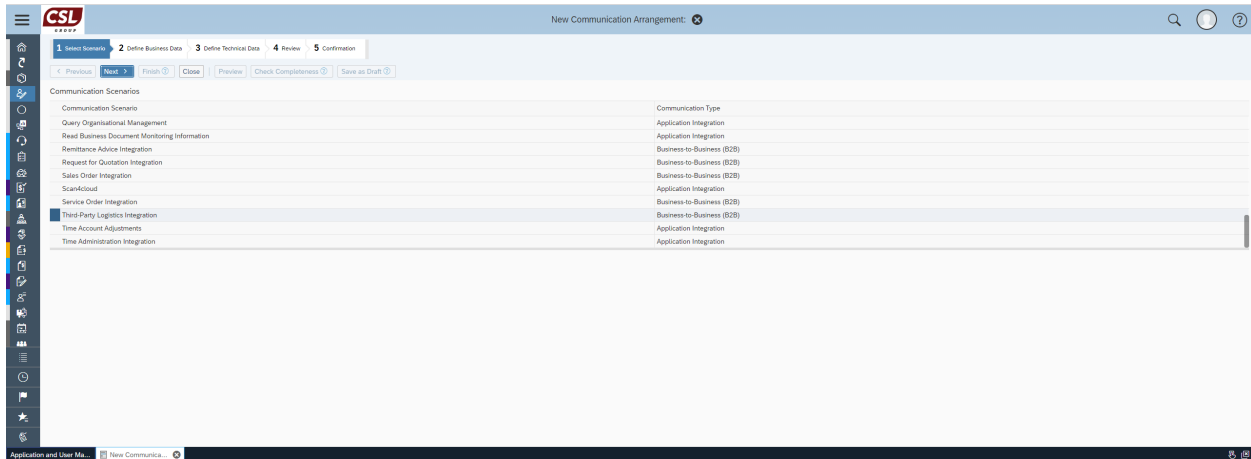 CSL
GROUP
New Communication Arrangement:
1 Select Scenario 2 Define Business Data 3 Define Technical Data 4 Review 5 Confirmation
< Previous Next > Finish Close Preview Check Completeness Save as Draft
Communication Scenarios
Communication Scenario Communication Type
Query Organisational Management Application Integration
Read Business Document Monitoring Information Application Integration
Remittance Advice Integration Business-to-Business (B2B)
Request for Quotation Integration Business-to-Business (B2B)
Sales Order Integration Business-to-Business (B2B)
Scan4cloud Application Integration
Service Order Integration Business-to-Business (B2B)
Third-Party Logistics Integration Business-to-Business (B2B)
Time Account Adjustments Application Integration
Time Administration Integration Application Integration
Application and User Ma... New Communica...